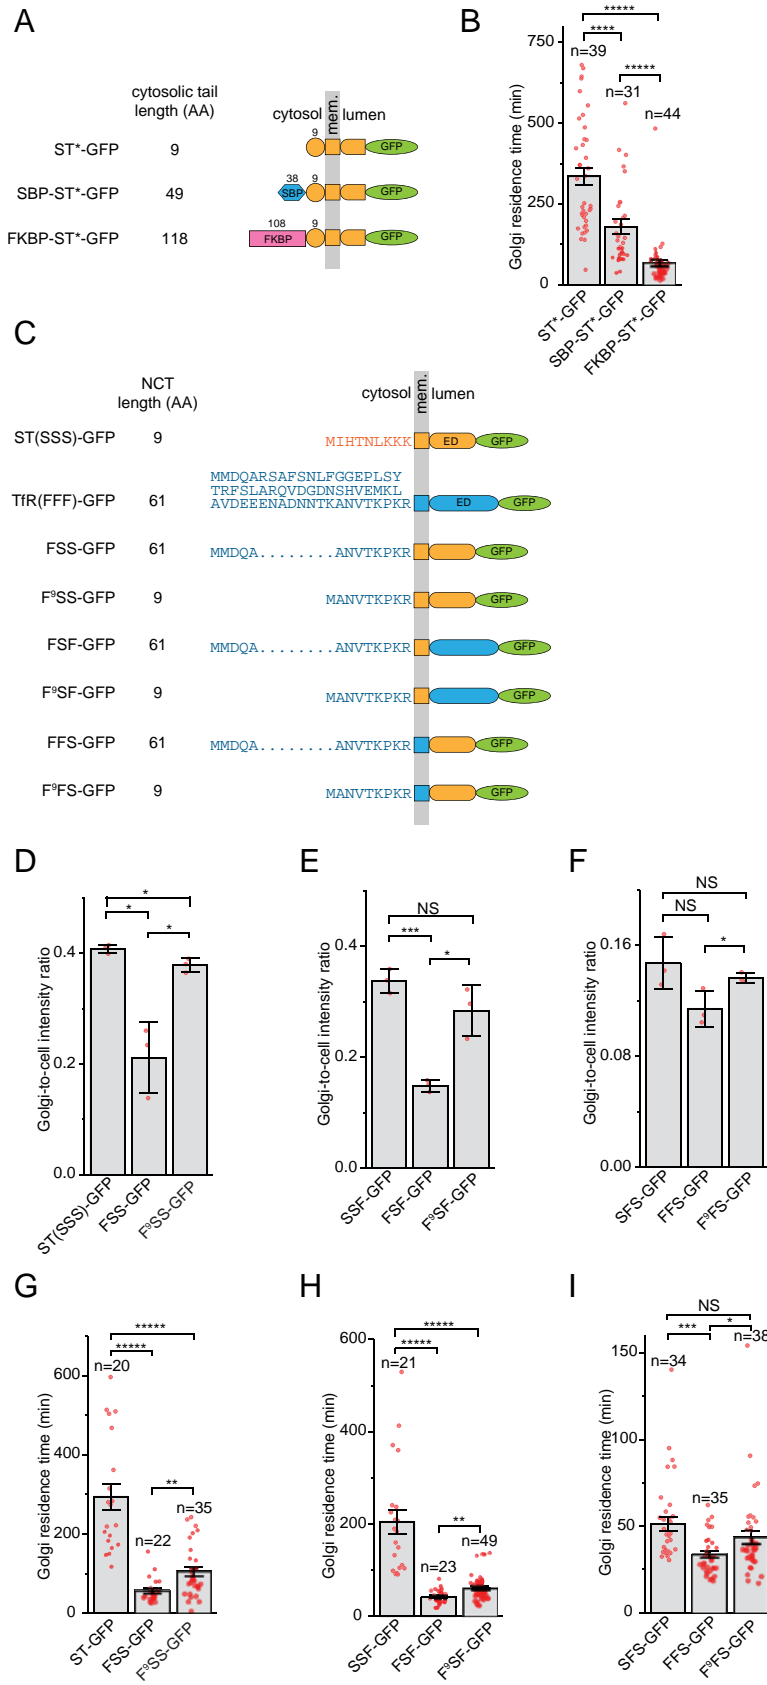 A
cytosolic tail
length (AA)
cytosol
mem.
lumen
ST*-GFP
9
9
GFP
SBP-ST*-GFP
49
38
SBP
9
GFP
FKBP-ST*-GFP
118
108
FKBP
9
GFP
B
Golgi residence time (min)
750
500
250
0
*****
****
*****
n=39
n=31
n=44
ST*-GFP
SBP-ST*-GFP
FKBP-ST*-GFP
C
NCT
length (AA)
cytosol
mem.
lumen
ST(SSS)-GFP
9
MIHTNLKKK
ED
GFP
TfR(FFF)-GFP
61
MMDQARSAFSNLFGGEPLSY
TRFSLARQVDGDNSHVEMKL
AVDEEENADNNTKANVTKPKR
ED
GFP
FSS-GFP
61
MMDQA........ANVTKPKR
GFP
F⁹SS-GFP
9
MANVTKPKR
GFP
FSF-GFP
61
MMDQA........ANVTKPKR
GFP
F⁹SF-GFP
9
MANVTKPKR
GFP
FFS-GFP
61
MMDQA........ANVTKPKR
GFP
F⁹FS-GFP
9
MANVTKPKR
GFP
D
Golgi-to-cell intensity ratio
0.4
0.2
0.0
*
*
*
ST(SSS)-GFP
FSS-GFP
F⁹SS-GFP
E
Golgi-to-cell intensity ratio
0.4
0.2
0.0
NS
***
*
SSF-GFP
FSF-GFP
F⁹SF-GFP
F
Golgi-to-cell intensity ratio
0.16
0.08
0.00
NS
NS
*
SFS-GFP
FFS-GFP
F⁹FS-GFP
G
Golgi residence time (min)
600
400
200
0
*****
*****
**
n=20
n=22
n=35
ST-GFP
FSS-GFP
F⁹SS-GFP
H
Golgi residence time (min)
600
400
200
0
*****
*****
**
n=21
n=23
n=49
SSF-GFP
FSF-GFP
F⁹SF-GFP
I
Golgi residence time (min)
150
100
50
0
NS
***
*
n=34
n=35
n=38
SFS-GFP
FFS-GFP
F⁹FS-GFP